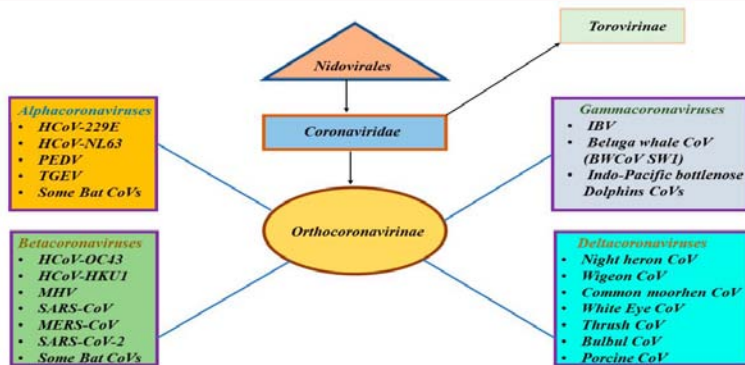 Torovirinae
Nidovirales
Coronaviridae
Orthocoronavirinae
Alphacoronaviruses
• HCoV-229E
• HCoV-NL63
• PEDV
• TGEV
• Some Bat CoVs
Betacoronaviruses
• HCoV-OC43
• HCoV-HKU1
• MHV
• SARS-CoV
• MERS-CoV
• SARS-CoV-2
• Some Bat CoVs
Gammacoronaviruses
• IBV
• Beluga whale CoV
(BWCoV SW1)
• Indo-Pacific bottlenose
Dolphins CoVs
Deltacoronaviruses
• Night heron CoV
• Wigeon CoV
• Common moorhen CoV
• White Eye CoV
• Thrush CoV
• Bulbul CoV
• Porcine CoV